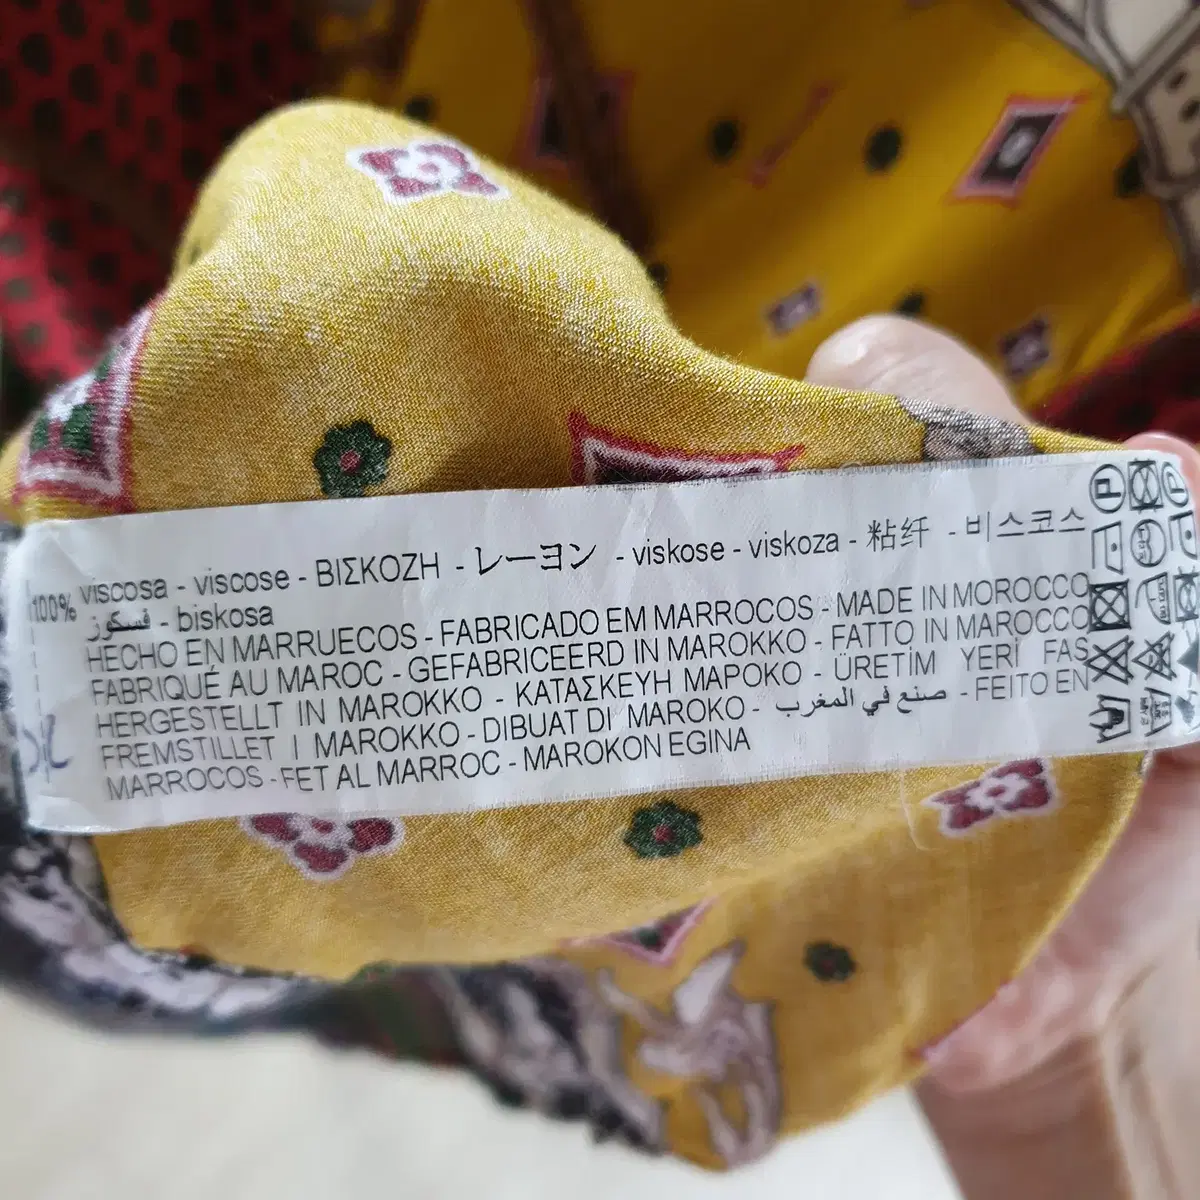 100% viscosa - viscose - ΒΙΣΚΟΖΗ - レーヨン - viskose - viskoza - 粘纤 - 비스코스
فسكوز - biskosa
HECHO EN MARRUECOS - FABRICADO EM MARROCOS - MADE IN MOROCCO
FABRIQUÉ AU MAROC - GEFABRICEERD IN MAROKKO - FATTO IN MAROCCO
HERGESTELLT IN MAROKKO - ΚΑΤΑΣΚΕΥΗ ΜΑΡΟΚΟ - ÜRETİM YERİ FAS
FREMSTILLET I MAROKKO - DIBUAT DI MAROKO - صنع في المغرب - FEITO EN
MARROCOS - FET AL MARROC - MAROKON EGINA